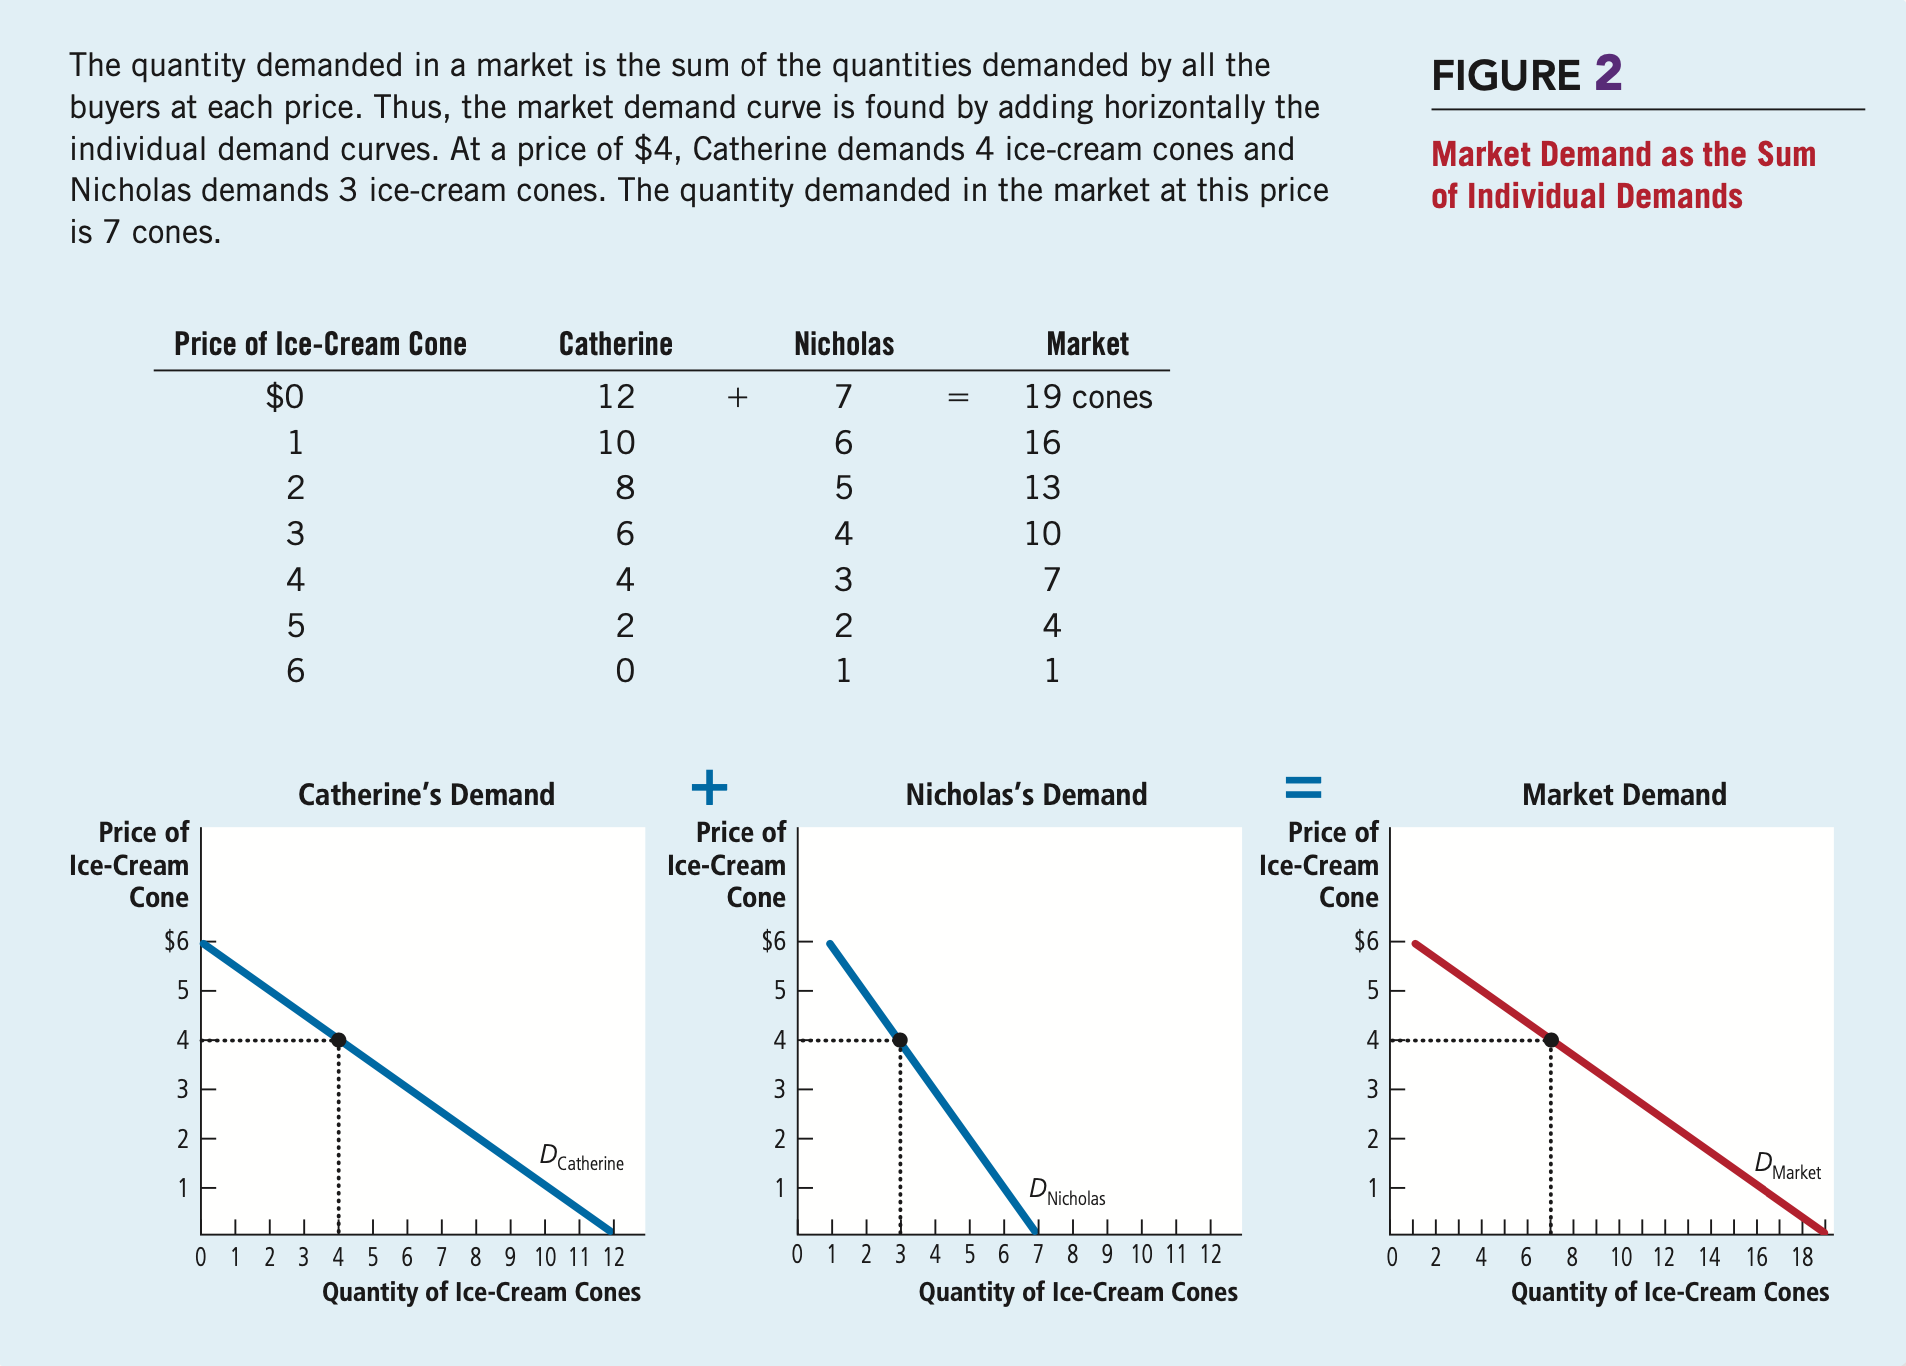 The quantity demanded in a market is the sum of the quantities demanded by all the
buyers at each price. Thus, the market demand curve is found by adding horizontally the
individual demand curves. At a price of $4, Catherine demands 4 ice-cream cones and
Nicholas demands 3 ice-cream cones. The quantity demanded in the market at this price
is 7 cones.
FIGURE 2
Market Demand as the Sum
of Individual Demands
Price of Ice-Cream Cone Catherine Nicholas Market
$0 12 + 7 = 19 cones
1 10 6 16
2 8 5 13
3 6 4 10
4 4 3 7
5 2 2 4
6 0 1 1
Catherine’s Demand + Nicholas’s Demand = Market Demand
Price of
Ice-Cream
Cone
$6
5
4
3
2
1
D Catherine
0 1 2 3 4 5 6 7 8 9 10 11 12
Quantity of Ice-Cream Cones
Price of
Ice-Cream
Cone
$6
5
4
3
2
1
D Nicholas
0 1 2 3 4 5 6 7 8 9 10 11 12
Quantity of Ice-Cream Cones
Price of
Ice-Cream
Cone
$6
5
4
3
2
1
D Market
0 2 4 6 8 10 12 14 16 18
Quantity of Ice-Cream Cones